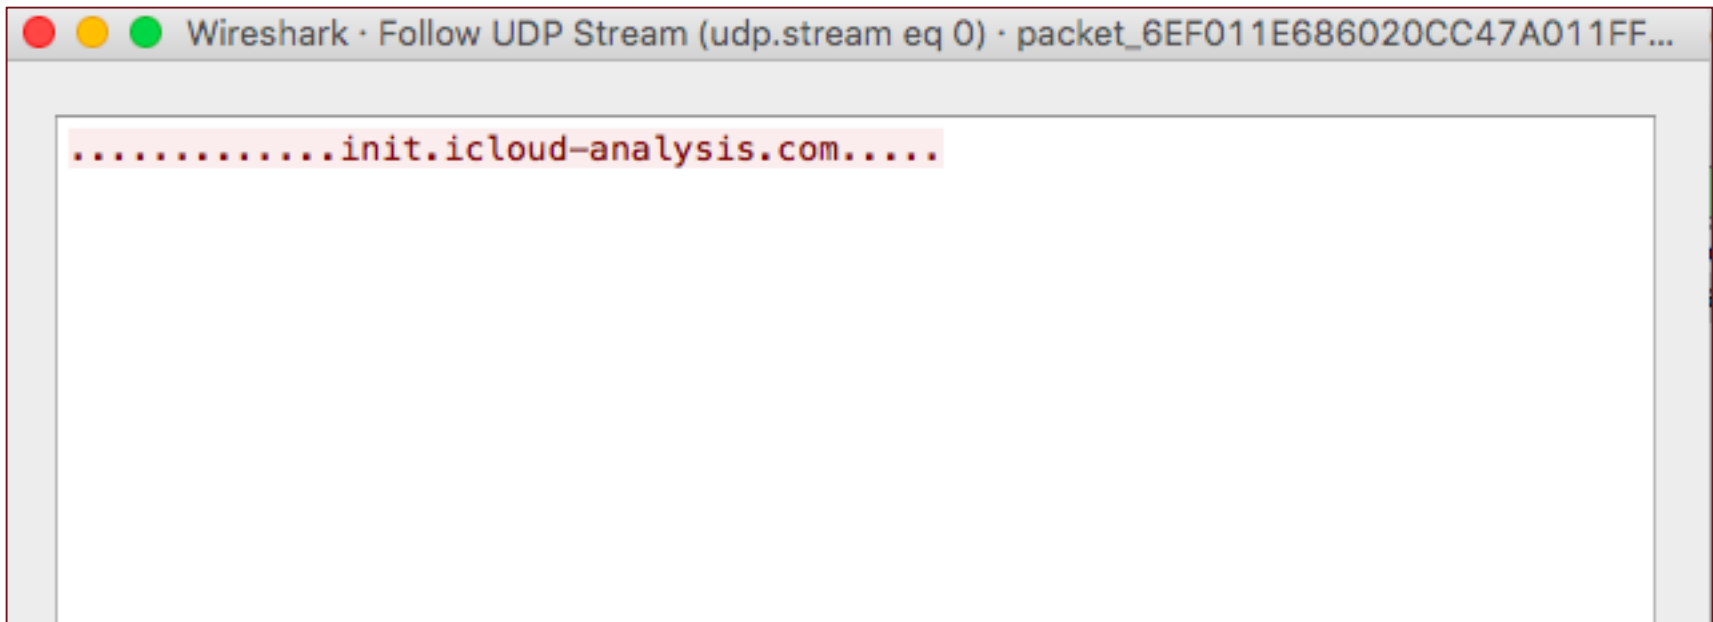 Wireshark · Follow UDP Stream (udp.stream eq 0) · packet_6EF011E686020CC47A011FF...
.............init.icloud-analysis.com.....